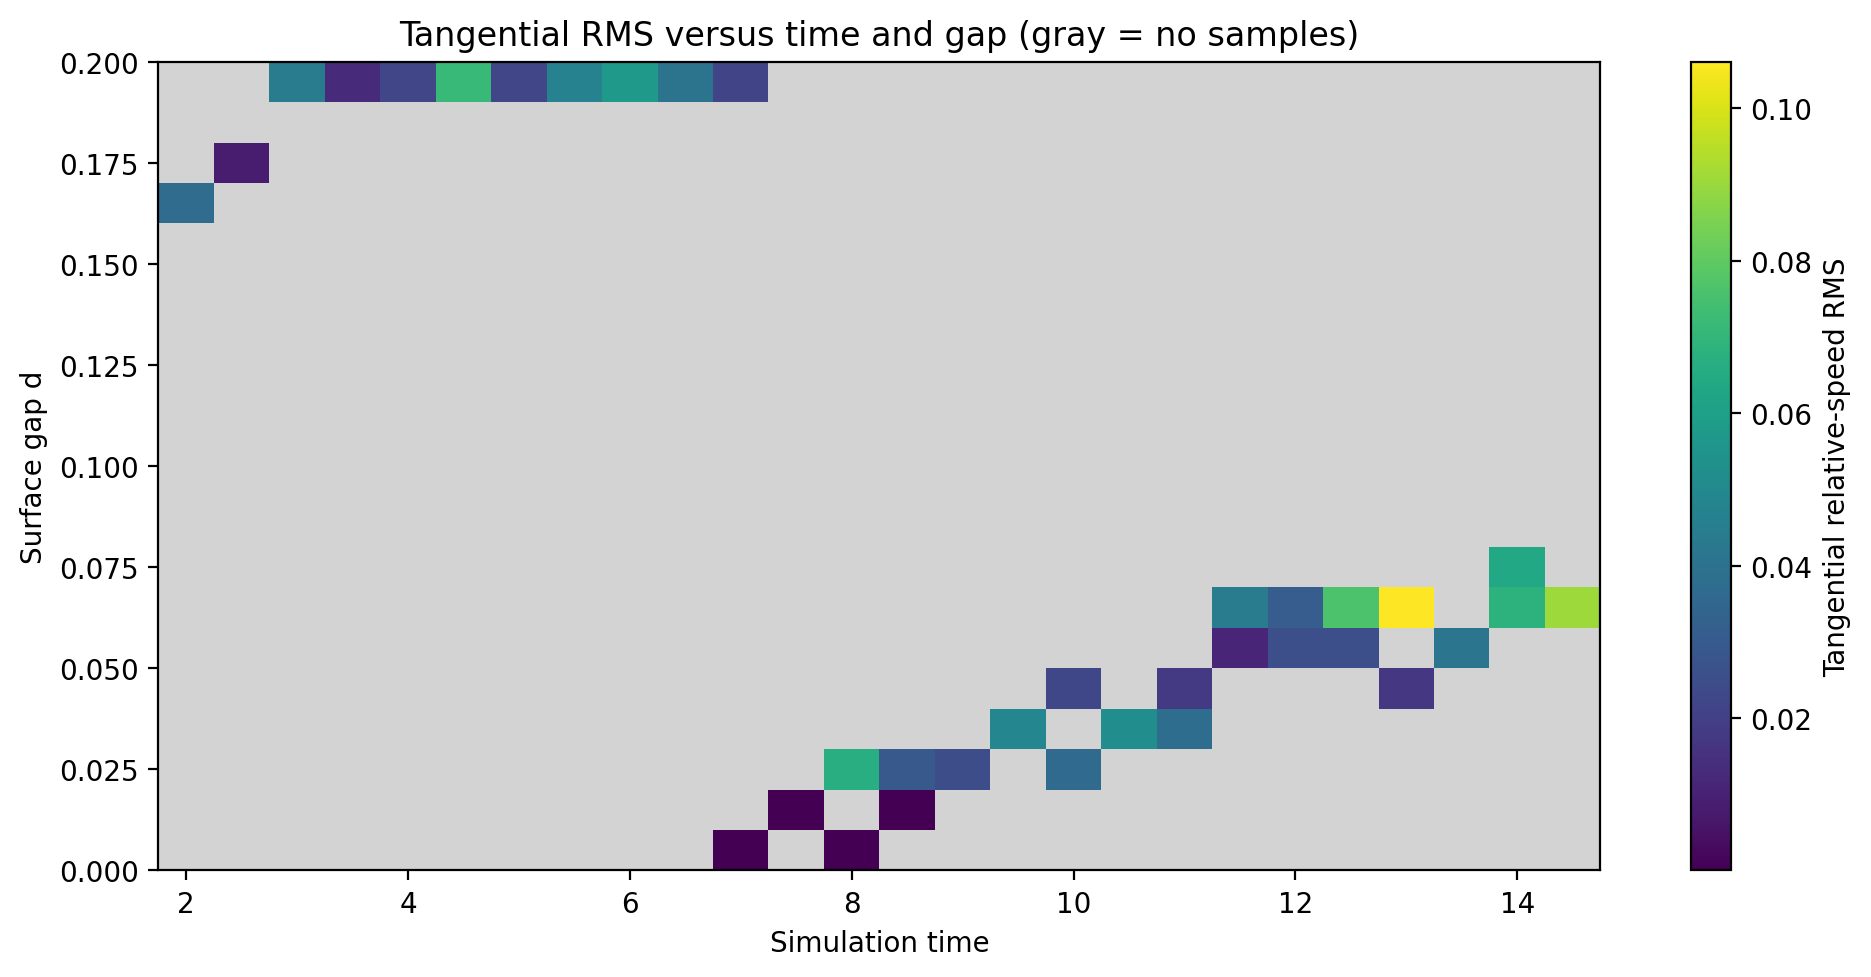 Tangential RMS versus time and gap (gray = no samples)
0.200
0.175
0.150
0.125
0.100
0.075
0.050
0.025
0.000
Surface gap d
2 4 6 8 10 12 14
Simulation time
0.10
0.08
0.06
0.04
0.02
Tangential relative-speed RMS